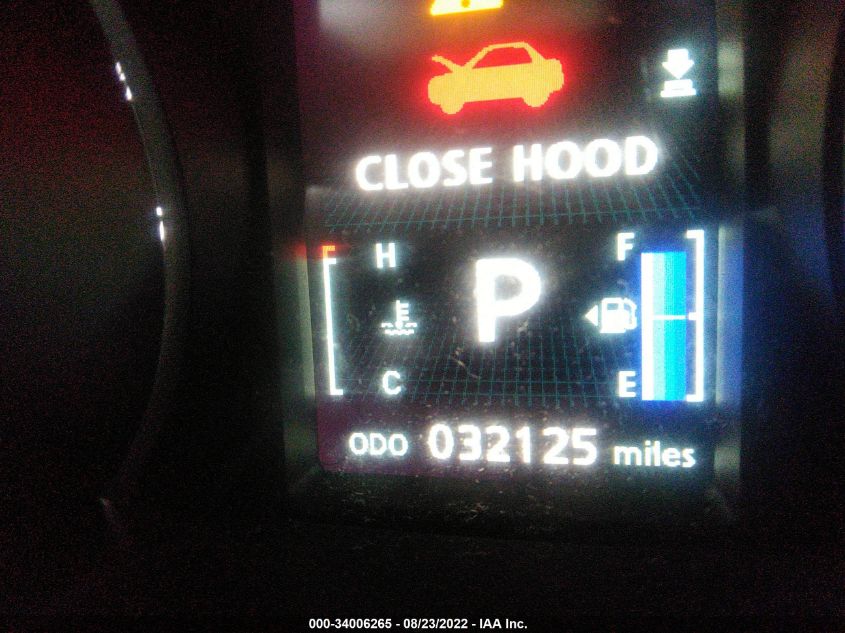 CLOSE HOOD
H
F
P
C
E
ODO 032125 miles
000-34006265 - 08/23/2022 - IAA Inc.